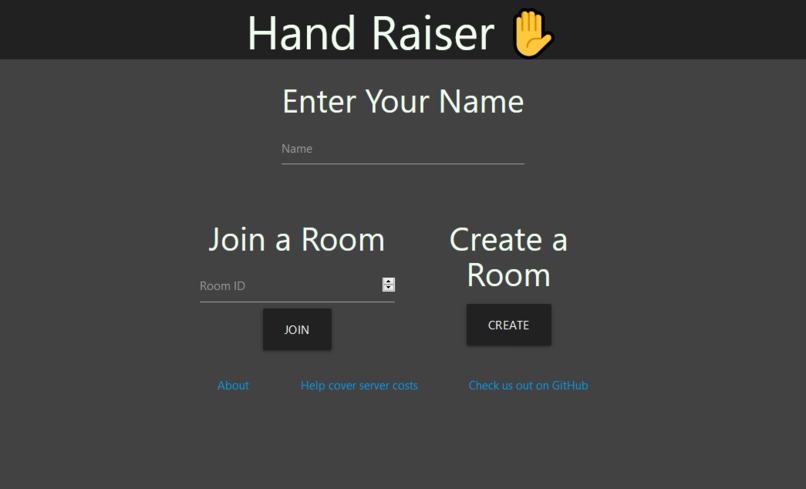 Hand Raiser ✋
Enter Your Name
Name
Join a Room
Room ID
JOIN
Create a
Room
CREATE
About
Help cover server costs
Check us out on GitHub